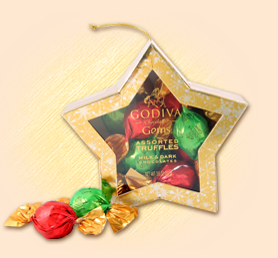 GODIVA
Gems
ASSORTED
TRUFFLES
MILK & DARK
CHOCOLATES